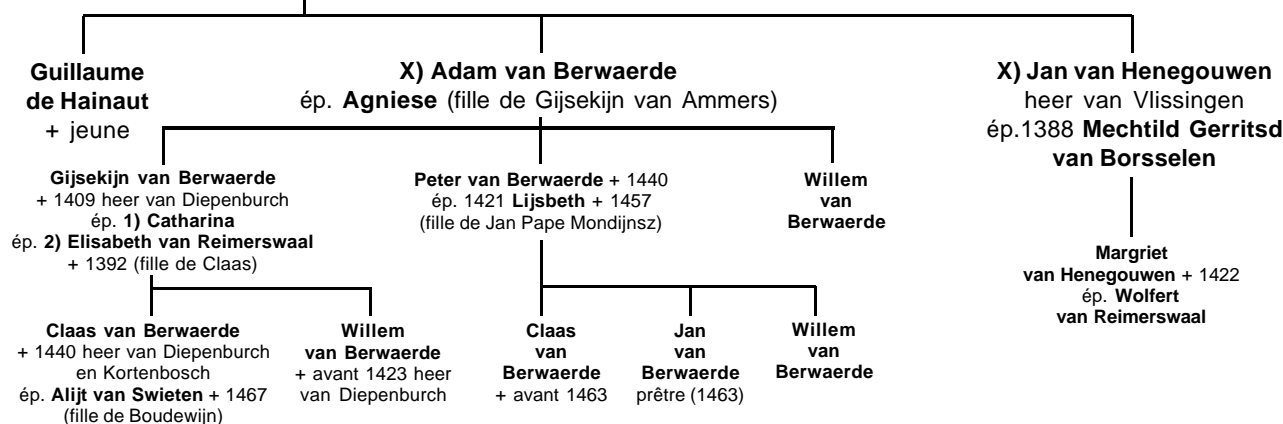 Guillaume
de Hainaut
+ jeune
X) Adam van Berwaerde
ép. Agniese (fille de Gijsekijn van Ammers)
X) Jan van Henegouwen
heer van Vlissingen
ép.1388 Mechtild Gerritsd
van Borsselen
Gijsekijn van Berwaerde
+ 1409 heer van Diepenburch
ép. 1) Catharina
ép. 2) Elisabeth van Reimerswaal
+ 1392 (fille de Claas)
Peter van Berwaerde + 1440
ép. 1421 Lijsbeth + 1457
(fille de Jan Pape Mondijnsz)
Willem
van
Berwaerde
Margriet
van Henegouwen + 1422
ép. Wolfert
van Reimerswaal
Claas van Berwaerde
+ 1440 heer van Diepenburch
en Kortenbosch
ép. Alijt van Swieten + 1467
(fille de Boudewijn)
Willem
van Berwaerde
+ avant 1423 heer
van Diepenburch
Claas
van
Berwaerde
+ avant 1463
Jan
van
Berwaerde
prêtre (1463)
Willem
van
Berwaerde